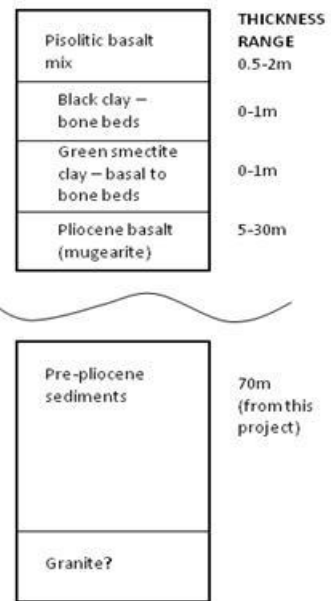 THICKNESS
RANGE
Pisolitic basalt
mix
0.5-2m
Black clay –
bone beds
0-1m
Green smectite
clay – basal to
bone beds
0-1m
Pliocene basalt
(mugearite)
5-30m
Pre-pliocene
sediments
70m
(from this
project)
Granite?